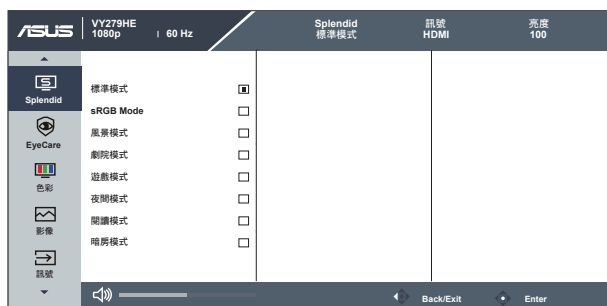 ASUS
VY279HE
1080p | 60 Hz
Splendid
標準模式
訊號
HDMI
亮度
100
Splendid
EyeCare
色彩
影像
訊號
標準模式
sRGB Mode
風景模式
劇院模式
遊戲模式
夜間模式
閱讀模式
暗房模式
Back/Exit
Enter